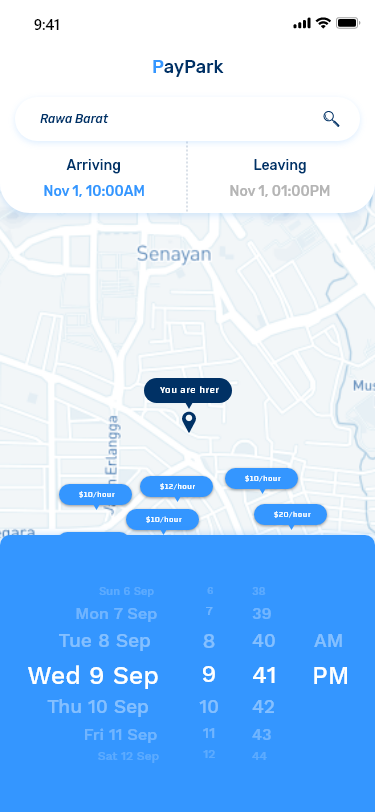 9:41
PayPark
Rawa Barat
Arriving Leaving
Nov 1, 10:00AM Nov 1, 01:00PM
Senayan
You are hrer
Mus
Erlangga
$10/hour
$12/hour
$10/hour
$10/hour
$20/hour
egara
Sun 6 Sep 6 38
Mon 7 Sep 7 39
Tue 8 Sep 8 40 AM
Wed 9 Sep 9 41 PM
Thu 10 Sep 10 42
Fri 11 Sep 11 43
Sat 12 Sep 12 44